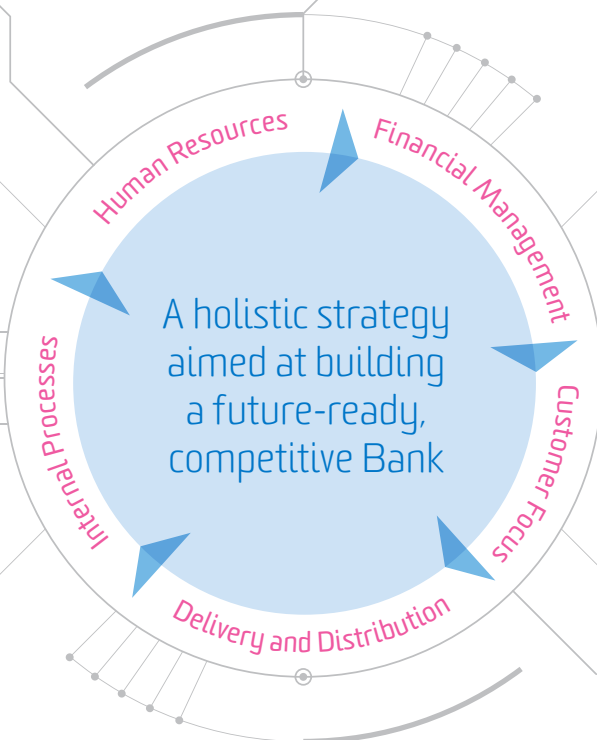 Human Resources
Financial Management
Customer Focus
Delivery and Distribution
Internal Processes
A holistic strategy
aimed at building
a future-ready,
competitive Bank